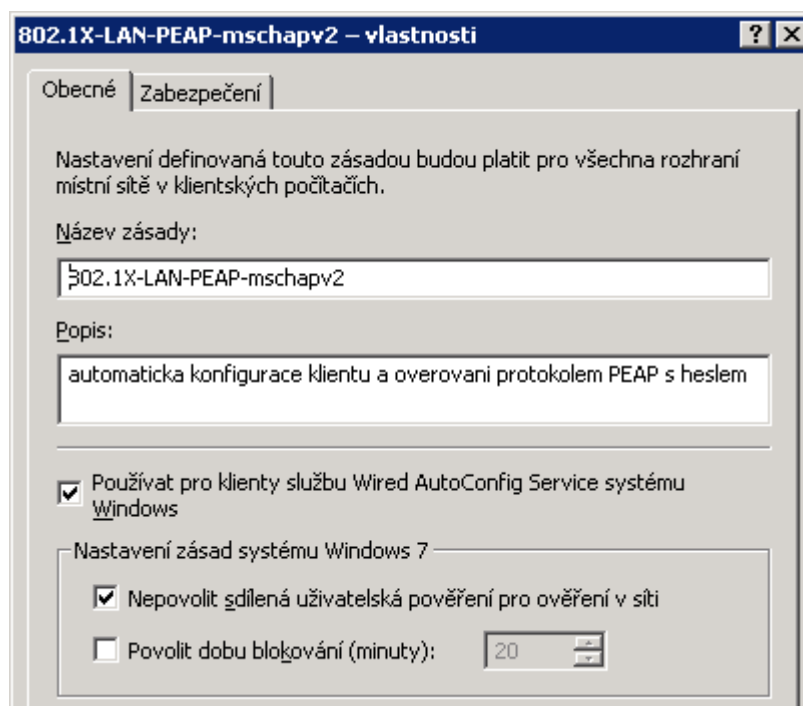 802.1X-LAN-PEAP-mschapv2 – vlastnosti
Obecné
Zabezpečení
Nastavení definovaná touto zásadou budou platit pro všechna rozhraní
místní sítě v klientských počítačích.
Název zásady:
802.1X-LAN-PEAP-mschapv2
Popis:
automaticka konfigurace klientu a overovani protokolem PEAP s heslem
Používat pro klienty službu Wired AutoConfig Service systému
Windows
Nastavení zásad systému Windows 7
Nepovolit sdílená uživatelská pověření pro ověření v síti
Povolit dobu blokování (minuty):
20